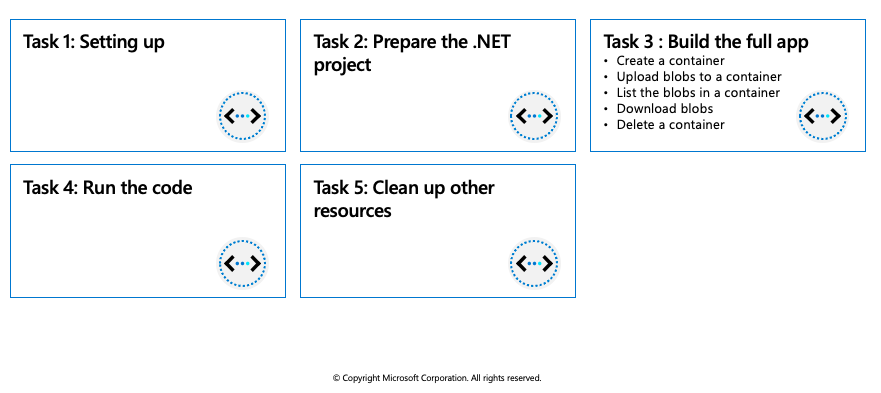 Task 1: Setting up
Task 2: Prepare the .NET
project
Task 3 : Build the full app
• Create a container
• Upload blobs to a container
• List the blobs in a container
• Download blobs
• Delete a container
Task 4: Run the code
Task 5: Clean up other
resources
© Copyright Microsoft Corporation. All rights reserved.